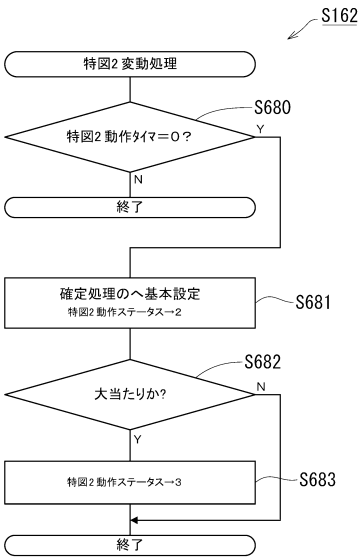 S162
特図2 変動処理
S680
特図2 動作ﾀｲﾏ＝0？
Y
N
終了
確定処理のへ基本設定
特図2 動作ステータス→2
S681
S682
大当たりか?
N
Y
特図2 動作ステータス→3
S683
終了